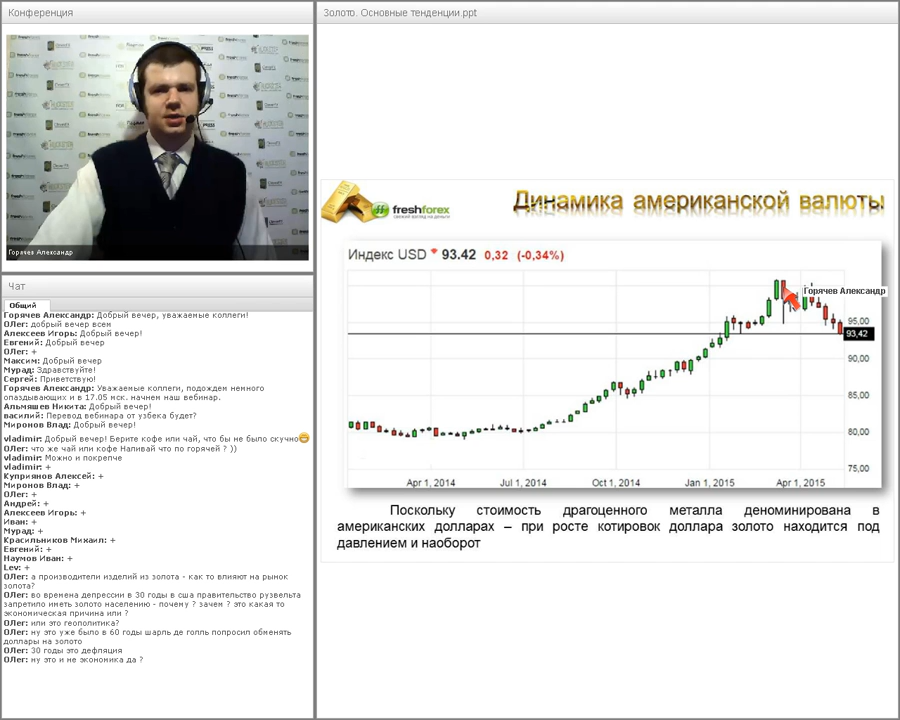 Конференция
Горячев Александр
Чат
Общий
Горячев Александр: Добрый вечер, уважаемые коллеги!
ОЛег: добрый вечер всем
Алексеев Игорь: Добрый вечер!
Евгений: Добрый вечер
ОЛег: +
Максим: Добрый вечер
Мурад: Здравствуйте!
Сергей: Приветствую!
Горячев Александр: Уважаемые коллеги, подождем немного
опаздывающих и в 17.05 мск. начнем наш вебинар.
Альмяшев Никита: Добрый вечер!
василий: Перевод вебинара от узбека будет?
Миронов Влад: Добрый вечер!
vladimir: Добрый вечер! Берите кофе или чай, что бы не было скучно
ОЛег: что же чай или кофе Наливай что по горячей ? ))
vladimir: Можно и покрепче
vladimir: +
Куприянов Алексей: +
Миронов Влад: +
ОЛег: +
Андрей: +
Алексеев Игорь: +
Иван: +
Мурад: +
Красильников Михаил: +
Евгений: +
Наумов Иван: +
Lev: +
ОЛег: а производители изделий из золота - как то влияют на рынок
золота?
ОЛег: во времена депрессии в 30 годы в сша правительство рузвельта
запретило иметь золото населению - почему ? зачем ? это какая то
экономическая причина или ?
ОЛег: или это геополитика?
ОЛег: ну это уже было в 60 годы шарль де голль попросил обменять
доллары на золото
ОЛег: 30 годы это дефляция
ОЛег: ну это и не экноника да ?
Золото. Основные тенденции.ppt
freshforex
свежий взгляд на деньги
Динамика американской валюты
Индекс USD 93.42 0,32 (-0,34%)
Горячев Александр
95,00
93,42
90,00
85,00
80,00
75,00
Apr 1, 2014 Jul 1, 2014 Oct 1, 2014 Jan 1, 2015 Apr 1, 2015
Поскольку стоимость драгоценного металла деноминирована в
американских долларах – при росте котировок доллара золото находится под
давлением и наоборот